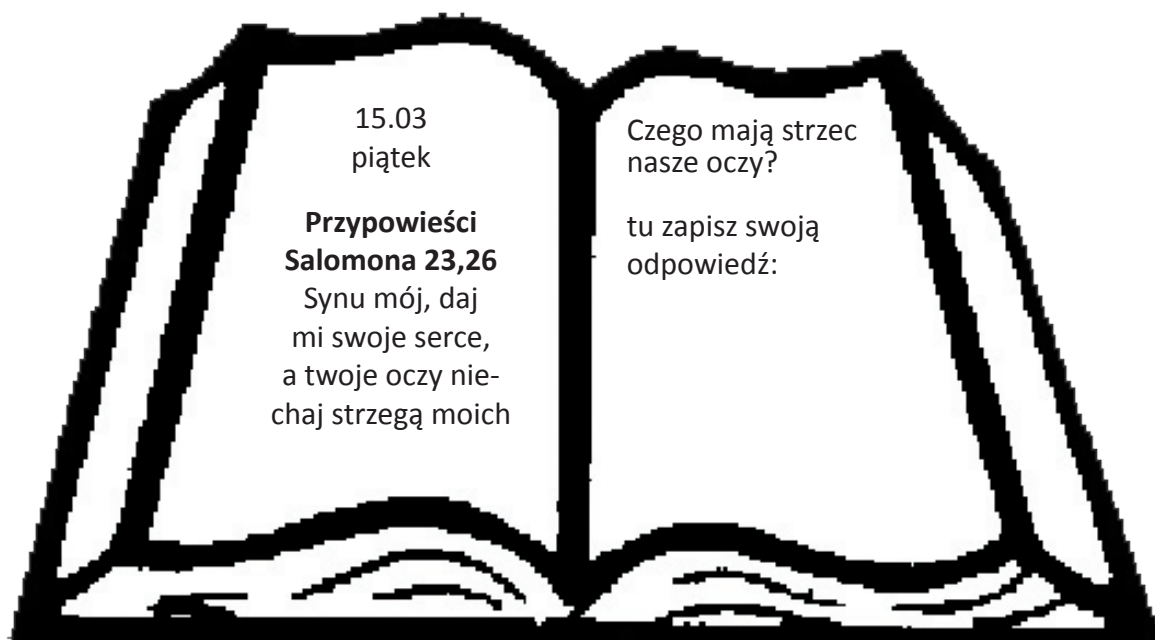 15.03
piątek
Przypowieści
Salomona 23,26
Synu mój, daj
mi swoje serce,
a twoje oczy nie-
chaj strzegą moich
Czego mają strzec
nasze oczy?
tu zapisz swoją
odpowiedź: